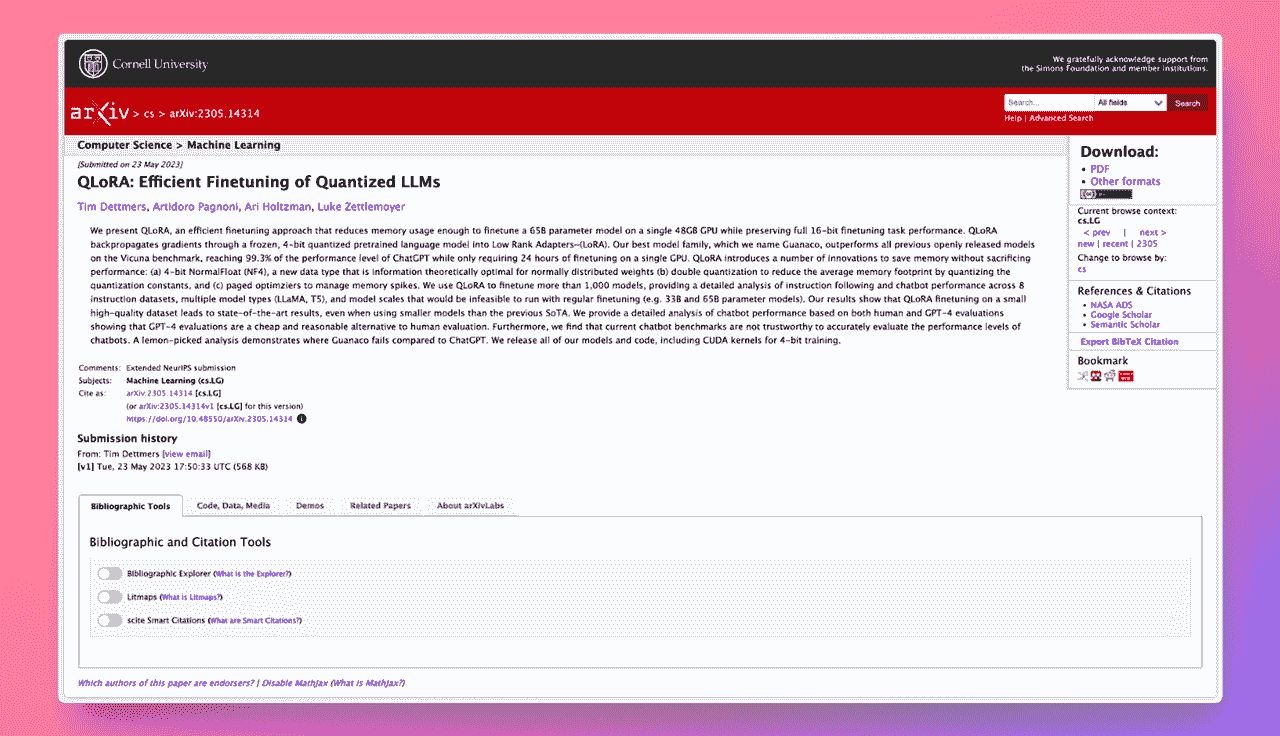 Cornell University
We gratefully acknowledge support from
the Simons Foundation and member institutions.
arXiv > cs > arXiv:2305.14314
Search...
All fields
Search
Help | Advanced Search
Computer Science > Machine Learning
[Submitted on 23 May 2023]
QLoRA: Efficient Finetuning of Quantized LLMs
Tim Dettmers, Artidoro Pagnoni, Ari Holtzman, Luke Zettlemoyer
We present QLoRA, an efficient finetuning approach that reduces memory usage enough to finetune a 65B parameter model on a single 48GB GPU while preserving full 16-bit finetuning task performance. QLoRA
backpropagates gradients through a frozen, 4-bit quantized pretrained language model into Low Rank Adapters~(LoRA). Our best model family, which we name Guanaco, outperforms all previous openly released models
on the Vicuna benchmark, reaching 99.3% of the performance level of ChatGPT while only requiring 24 hours of finetuning on a single GPU. QLoRA introduces a number of innovations to save memory without sacrificing
performance: (a) 4-bit NormalFloat (NF4), a new data type that is information theoretically optimal for normally distributed weights (b) double quantization to reduce the average memory footprint by quantizing the
quantization constants, and (c) paged optimziers to manage memory spikes. We use QLoRA to finetune more than 1,000 models, providing a detailed analysis of instruction following and chatbot performance across 8
instruction datasets, multiple model types (LLaMA, T5), and model scales that would be infeasible to run with regular finetuning (e.g. 33B and 65B parameter models). Our results show that QLoRA finetuning on a small
high-quality dataset leads to state-of-the-art results, even when using smaller models than the previous SoTA. We provide a detailed analysis of chatbot performance based on both human and GPT-4 evaluations
showing that GPT-4 evaluations are a cheap and reasonable alternative to human evaluation. Furthermore, we find that current chatbot benchmarks are not trustworthy to accurately evaluate the performance levels of
chatbots. A lemon-picked analysis demonstrates where Guanaco fails compared to ChatGPT. We release all of our models and code, including CUDA kernels for 4-bit training.
Comments: Extended NeurIPS submission
Subjects: Machine Learning (cs.LG)
Cite as: arXiv:2305.14314 [cs.LG]
(or arXiv:2305.14314v1 [cs.LG] for this version)
https://doi.org/10.48550/arXiv.2305.14314
Submission history
From: Tim Dettmers [view email]
[v1] Tue, 23 May 2023 17:50:33 UTC (568 KB)
Download:
PDF
Other formats
Current browse context:
cs.LG
< prev | next >
new | recent | 2305
Change to browse by:
cs
References & Citations
NASA ADS
Google Scholar
Semantic Scholar
Export BibTeX Citation
Bookmark
Bibliographic Tools
Code, Data, Media
Demos
Related Papers
About arXivLabs
Bibliographic and Citation Tools
Bibliographic Explorer (What is the Explorer?)
Litmaps (What is Litmaps?)
scite Smart Citations (What are Smart Citations?)
Which authors of this paper are endorsers? | Disable MathJax (What is MathJax?)